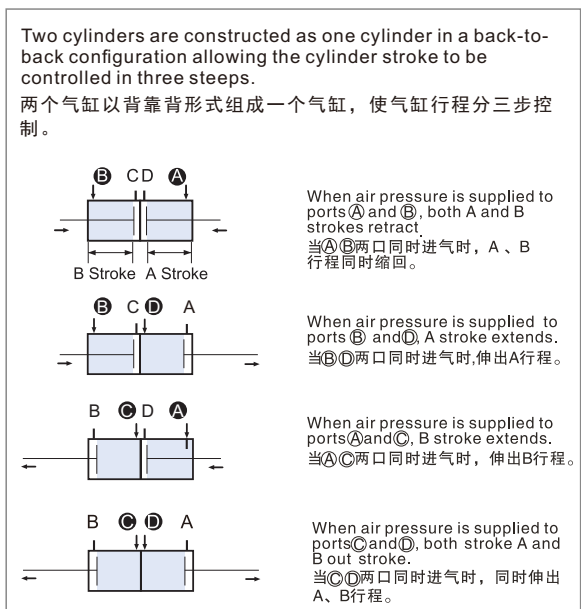 Two cylinders are constructed as one cylinder in a back-to-
back configuration allowing the cylinder stroke to be
controlled in three steeps.
两个气缸以背靠背形式组成一个气缸，使气缸行程分三步控
制。
Ⓑ C D Ⓐ
B Stroke A Stroke
When air pressure is supplied to
ports Ⓐ and Ⓑ, both A and B
strokes retract.
当ⒶⒷ两口同时进气时，A 、B
行程同时缩回。
Ⓑ C Ⓓ A
When air pressure is supplied to
ports Ⓑ andⒹ, A stroke extends.
当ⒷⒹ两口同时进气时,伸出A行程。
B Ⓒ D Ⓐ
When air pressure is supplied to
portsⒶandⒸ, B stroke extends.
当ⒶⒸ两口同时进气时，伸出B行程。
B Ⓒ Ⓓ A
When air pressure is supplied to
portsⒸandⒹ, both stroke A and
B out stroke.
当ⒸⒹ两口同时进气时，同时伸出
A、B行程。